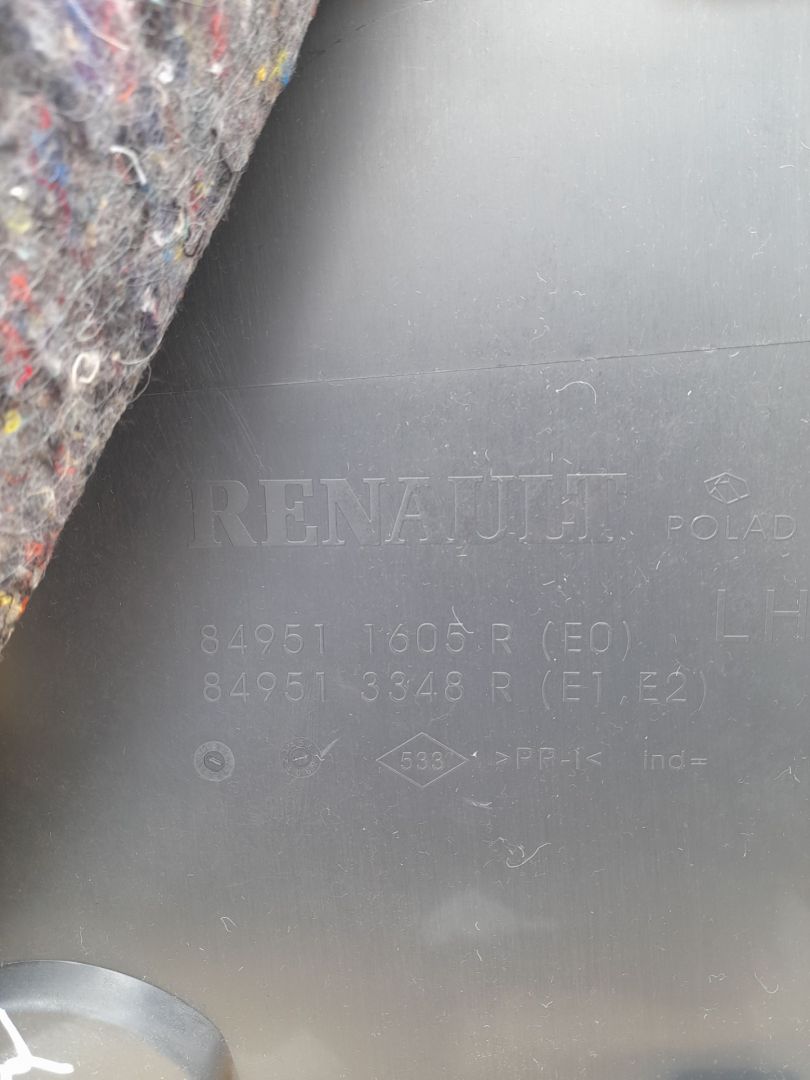 RENAULT
POLAD
LH
84951 1605 R (E0)
84951 3348 R (E1,E2)
533 >PP-I< ind=